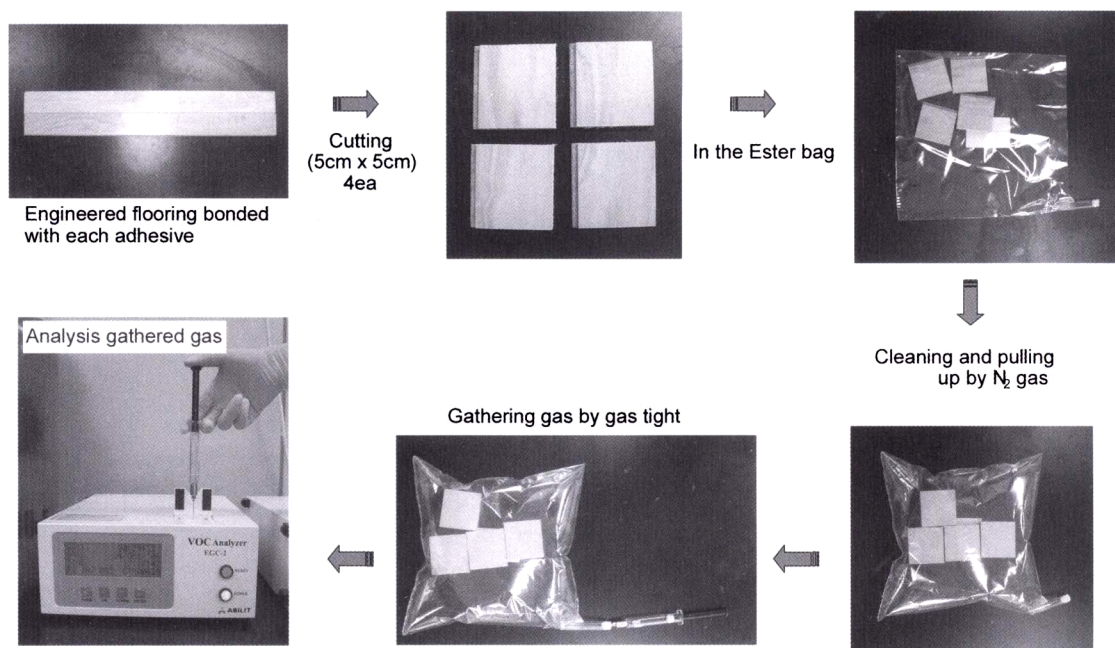 Engineered flooring bonded
with each adhesive
Cutting
(5cm x 5cm)
4ea
In the Ester bag
Cleaning and pulling
up by N₂ gas
Gathering gas by gas tight
Analysis gathered gas
VOC Analyzer
EGC-2
ABILIT